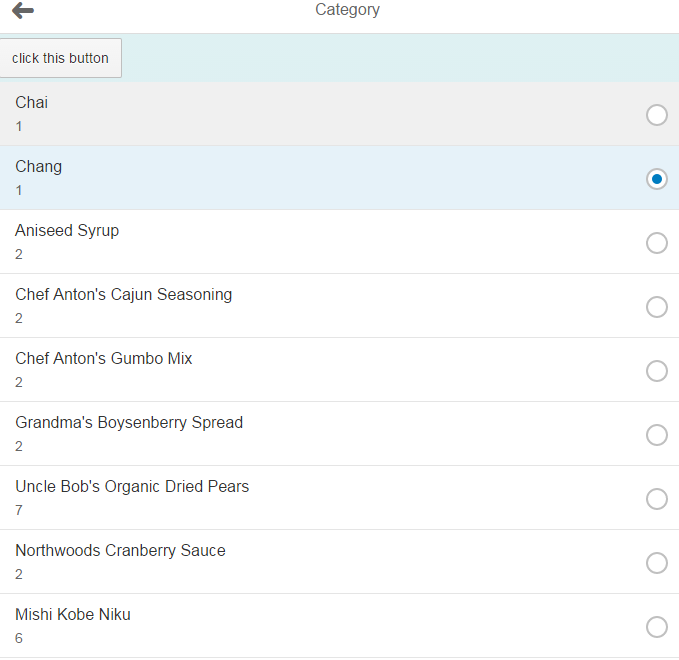 Category
click this button
Chai
1
Chang
1
Aniseed Syrup
2
Chef Anton's Cajun Seasoning
2
Chef Anton's Gumbo Mix
2
Grandma's Boysenberry Spread
2
Uncle Bob's Organic Dried Pears
7
Northwoods Cranberry Sauce
2
Mishi Kobe Niku
6